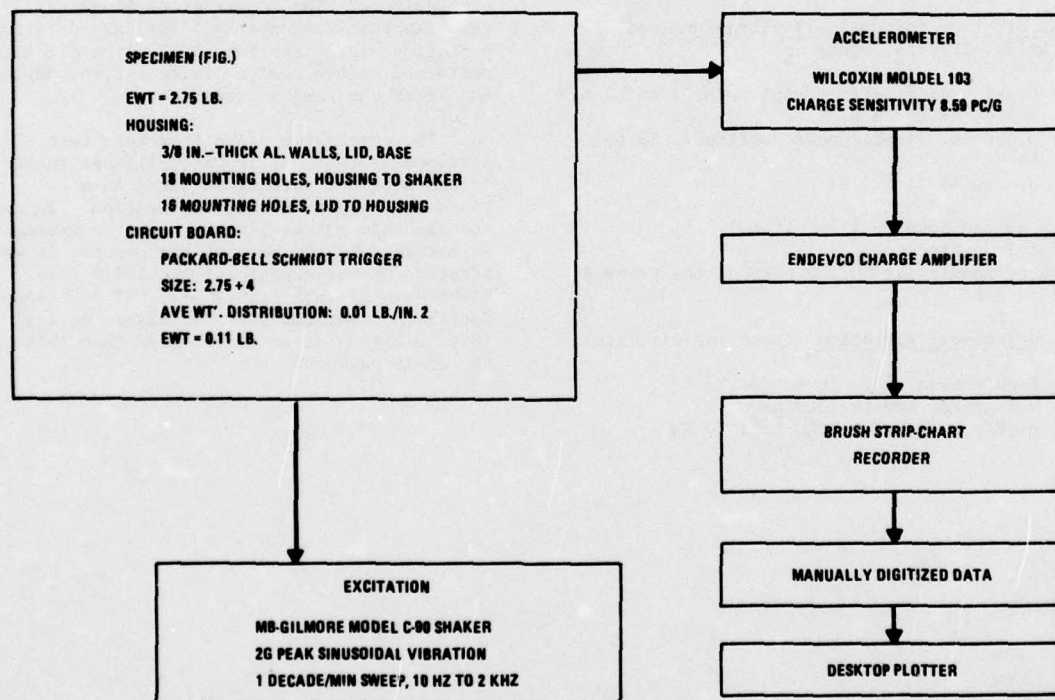 SPECIMEN (FIG.)
EWT = 2.75 LB.
HOUSING:
3/8 IN.-THICK AL WALLS, LID, BASE
18 MOUNTING HOLES, HOUSING TO SHAKER
16 MOUNTING HOLES, LID TO HOUSING
CIRCUIT BOARD:
PACKARD-BELL SCHMIDT TRIGGER
SIZE: 2.75 + 4
AVE WT'. DISTRIBUTION: 0.01 LB./IN. 2
EWT = 0.11 LB.
EXCITATION
MB-GILMORE MODEL C-90 SHAKER
2G PEAK SINUSOIDAL VIBRATION
1 DECADE/MIN SWEEP, 10 HZ TO 2 KHZ
ACCELEROMETER
WILCOXIN MOLDEL 103
CHARGE SENSITIVITY 8.59 PC/G
ENDEVCO CHARGE AMPLIFIER
BRUSH STRIP-CHART
RECORDER
MANUALLY DIGITIZED DATA
DESKTOP PLOTTER